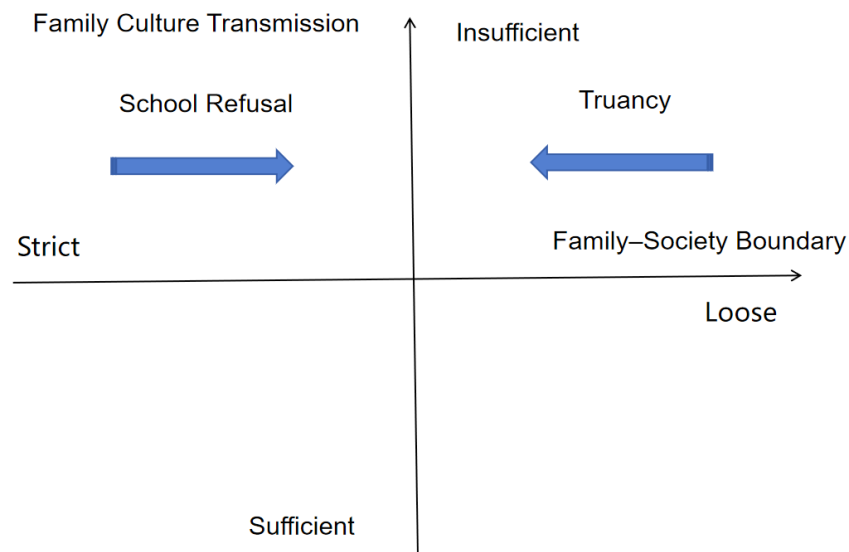 Family Culture Transmission
Insufficient
School Refusal
Truancy
Strict
Family–Society Boundary
Loose
Sufficient